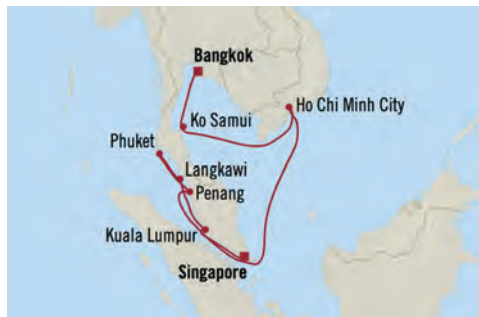 Bangkok
Ho Chi Minh City
Ko Samui
Phuket
Langkawi
Penang
Kuala Lumpur
Singapore